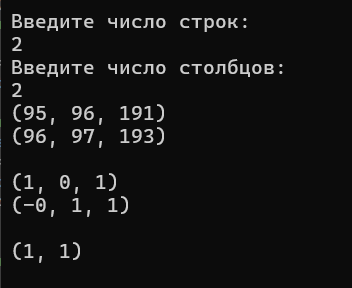 Введите число строк:
2
Введите число столбцов:
2
(95, 96, 191)
(96, 97, 193)
(1, 0, 1)
(-0, 1, 1)
(1, 1)